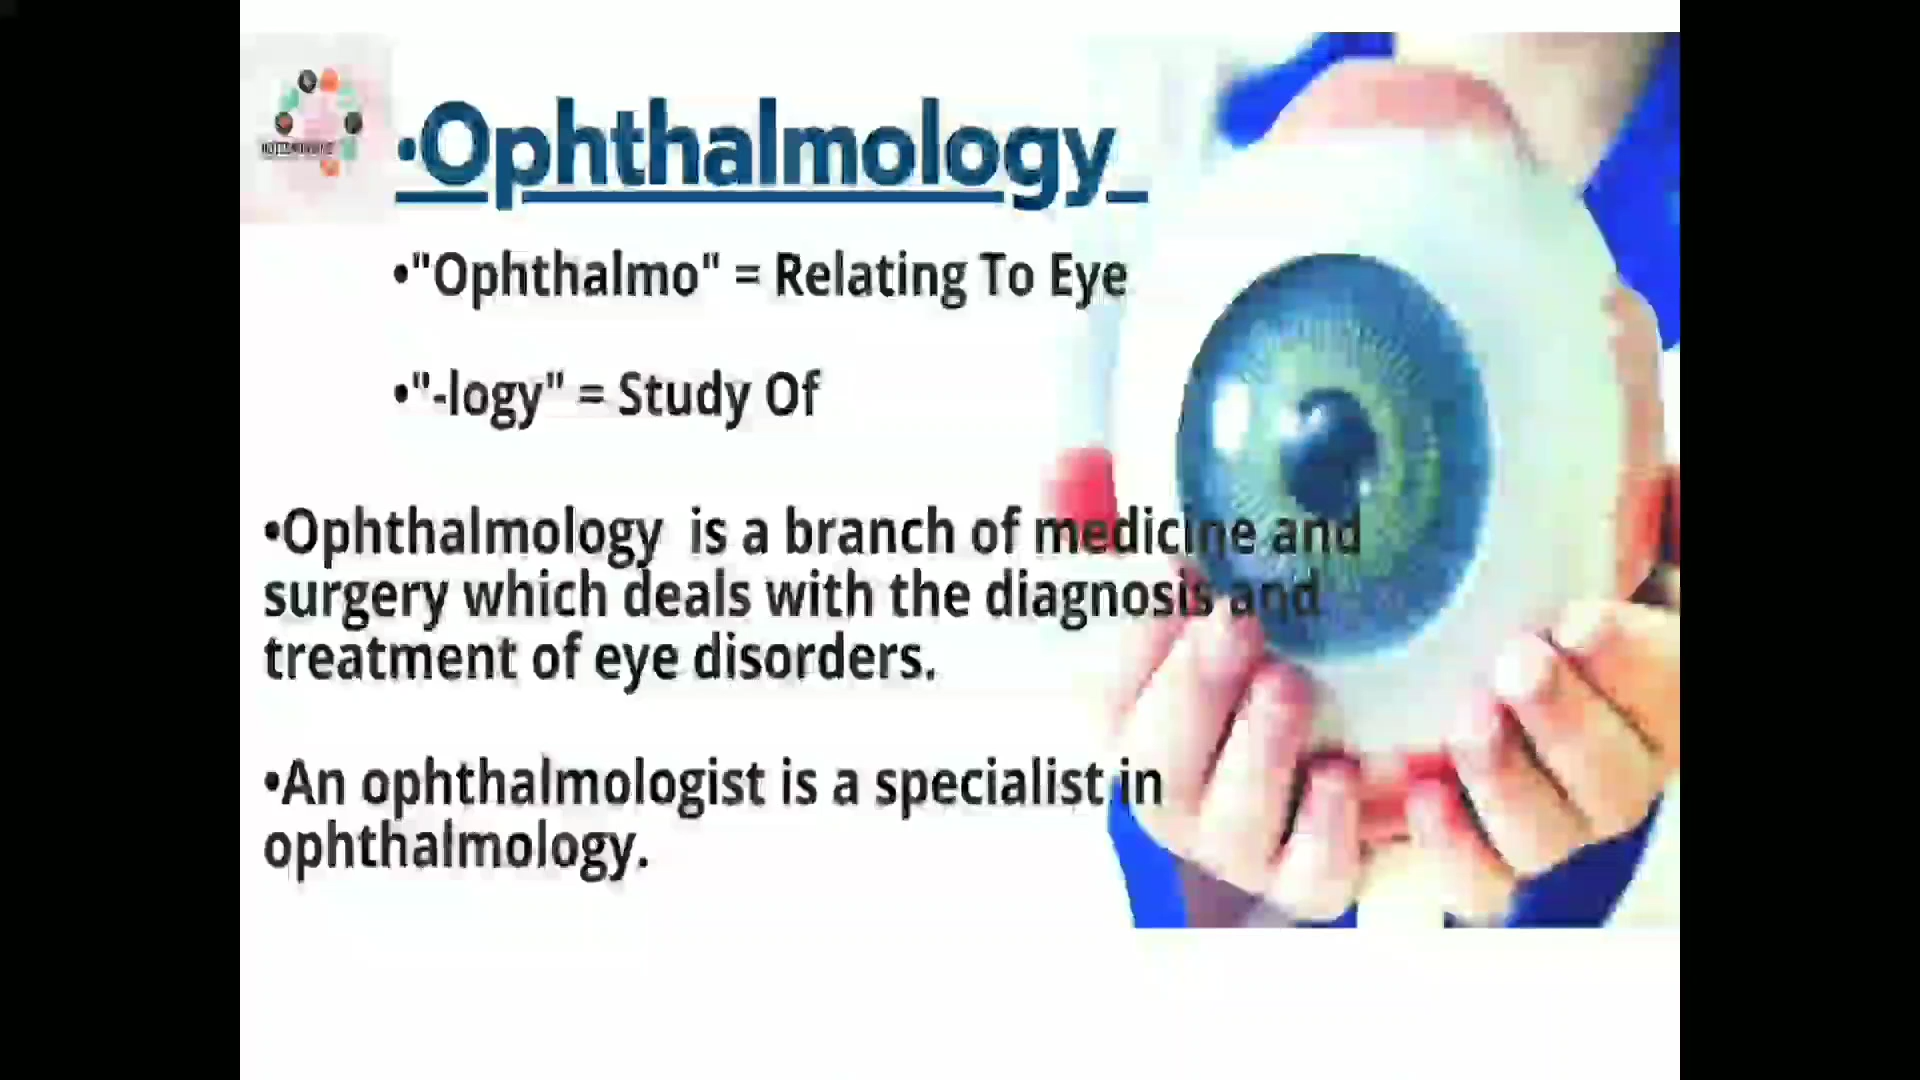 •Ophthalmology
•"Ophthalmo" = Relating To Eye
•"-logy" = Study Of
•Ophthalmology is a branch of medicine and
surgery which deals with the diagnosis and
treatment of eye disorders.
•An ophthalmologist is a specialist in
ophthalmology.